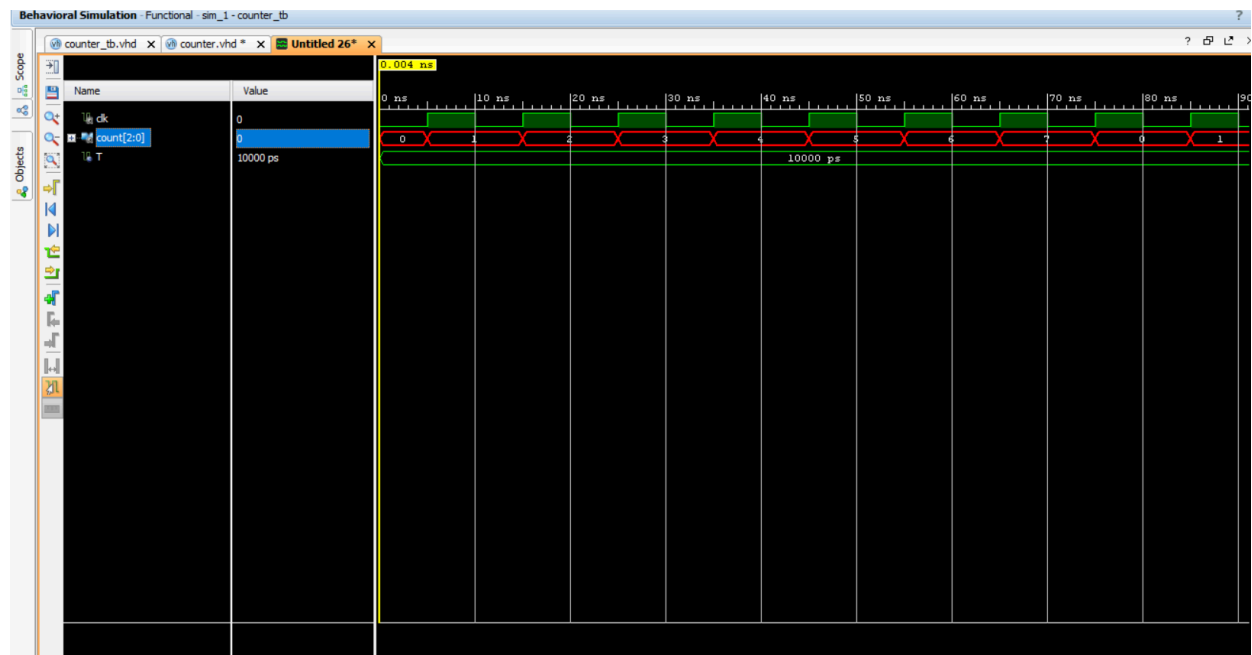 Behavioral Simulation - Functional - sim_1 - counter_tb
?
counter_tb.vhd x counter.vhd * x Untitled 26* x
?
Scope
Objects
Name Value
clk 0
count[2:0] 0
T 10000 ps
0.004 ns
0 ns 10 ns 20 ns 30 ns 40 ns 50 ns 60 ns 70 ns 80 ns 90
0 1 2 3 4 5 6 7 0 1
10000 ps